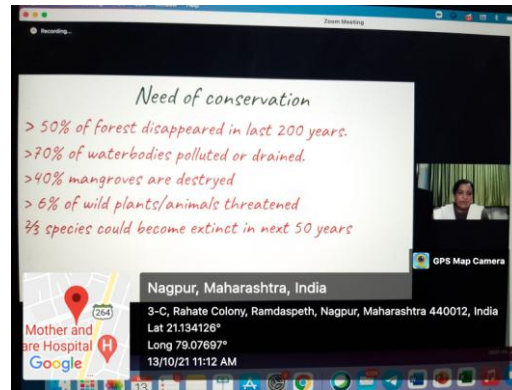 Zoom Meeting
Recording...
Need of conservation
> 50% of forest disappeared in last 200 years.
>70% of waterbodies polluted or drained.
>40% mangroves are destryed
> 6% of wild plants/animals threatened
⅔ species could become extinct in next 50 years
GPS Map Camera
Nagpur, Maharashtra, India
3-C, Rahate Colony, Ramdaspeth, Nagpur, Maharashtra 440012, India
Lat 21.134126°
Long 79.07697°
13/10/21 11:12 AM
264
Mother and
are Hospital
H
Google
13